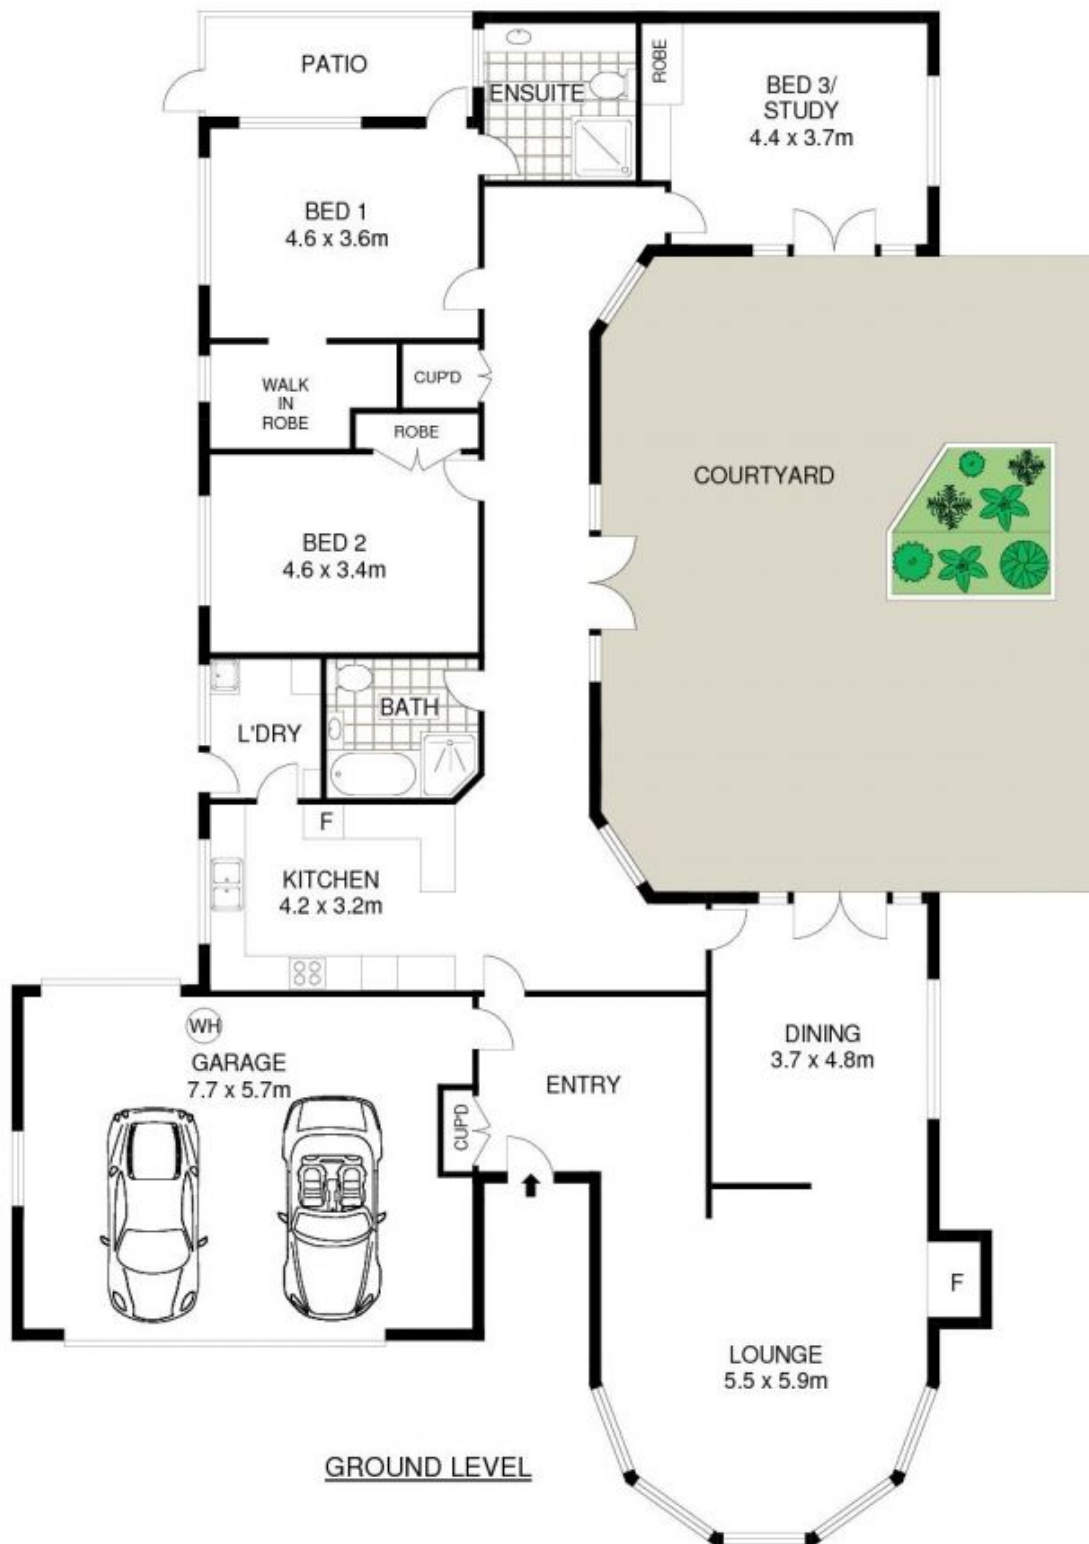 PATIO
ENSUITE
ROBE
BED 3/
STUDY
4.4 x 3.7m
BED 1
4.6 x 3.6m
WALK
IN
ROBE
CUP'D
ROBE
COURTYARD
BED 2
4.6 x 3.4m
L'DRY
BATH
F
KITCHEN
4.2 x 3.2m
WH
GARAGE
7.7 x 5.7m
CUP'D
ENTRY
DINING
3.7 x 4.8m
F
LOUNGE
5.5 x 5.9m
GROUND LEVEL